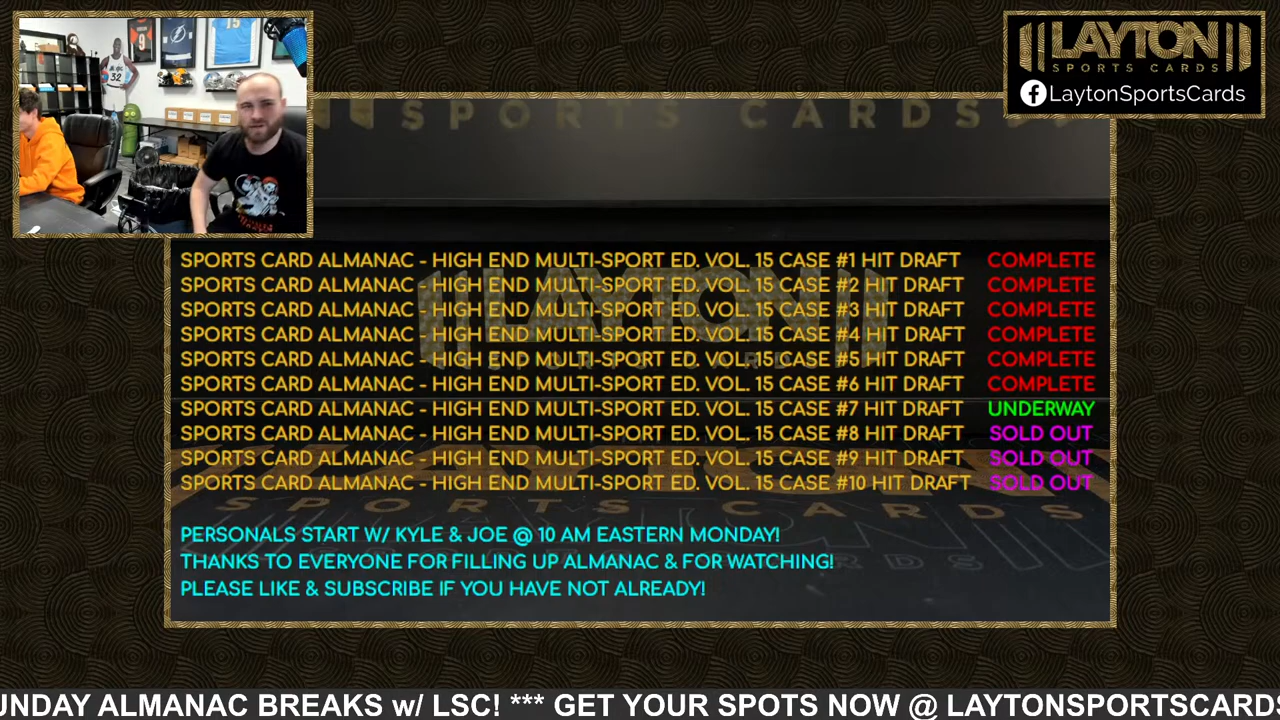 LAYTON
SPORTS CARDS
LaytonSportsCards
SPORTS CARDS
SPORTS CARD ALMANAC - HIGH END MULTI-SPORT ED. VOL. 15 CASE #1 HIT DRAFT COMPLETE
SPORTS CARD ALMANAC - HIGH END MULTI-SPORT ED. VOL. 15 CASE #2 HIT DRAFT COMPLETE
SPORTS CARD ALMANAC - HIGH END MULTI-SPORT ED. VOL. 15 CASE #3 HIT DRAFT COMPLETE
SPORTS CARD ALMANAC - HIGH END MULTI-SPORT ED. VOL. 15 CASE #4 HIT DRAFT COMPLETE
SPORTS CARD ALMANAC - HIGH END MULTI-SPORT ED. VOL. 15 CASE #5 HIT DRAFT COMPLETE
SPORTS CARD ALMANAC - HIGH END MULTI-SPORT ED. VOL. 15 CASE #6 HIT DRAFT COMPLETE
SPORTS CARD ALMANAC - HIGH END MULTI-SPORT ED. VOL. 15 CASE #7 HIT DRAFT UNDERWAY
SPORTS CARD ALMANAC - HIGH END MULTI-SPORT ED. VOL. 15 CASE #8 HIT DRAFT SOLD OUT
SPORTS CARD ALMANAC - HIGH END MULTI-SPORT ED. VOL. 15 CASE #9 HIT DRAFT SOLD OUT
SPORTS CARD ALMANAC - HIGH END MULTI-SPORT ED. VOL. 15 CASE #10 HIT DRAFT SOLD OUT
SPORTS CARDS
PERSONALS START W/ KYLE & JOE @ 10 AM EASTERN MONDAY!
THANKS TO EVERYONE FOR FILLING UP ALMANAC & FOR WATCHING!
PLEASE LIKE & SUBSCRIBE IF YOU HAVE NOT ALREADY!
UNDAY ALMANAC BREAKS w/ LSC! *** GET YOUR SPOTS NOW @ LAYTONSPORTSCARDS